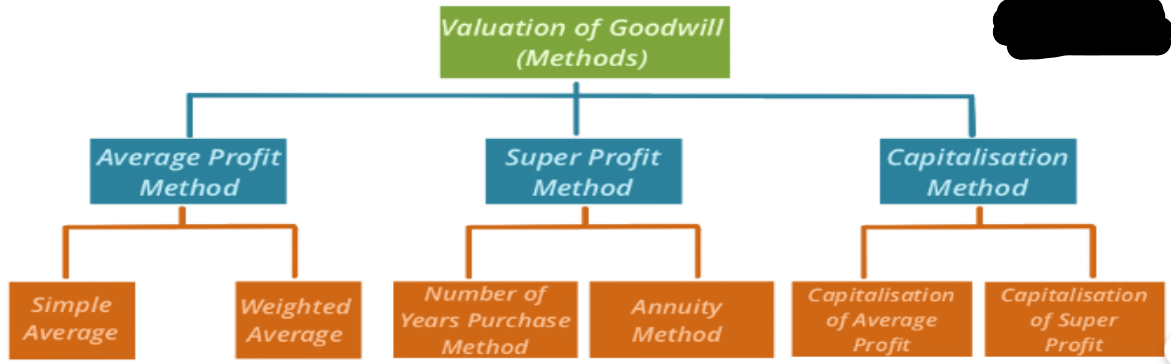 Valuation of Goodwill
(Methods)
Average Profit
Method
Super Profit
Method
Capitalisation
Method
Simple
Average
Weighted
Average
Number of
Years Purchase
Method
Annuity
Method
Capitalisation
of Average
Profit
Capitalisation
of Super
Profit